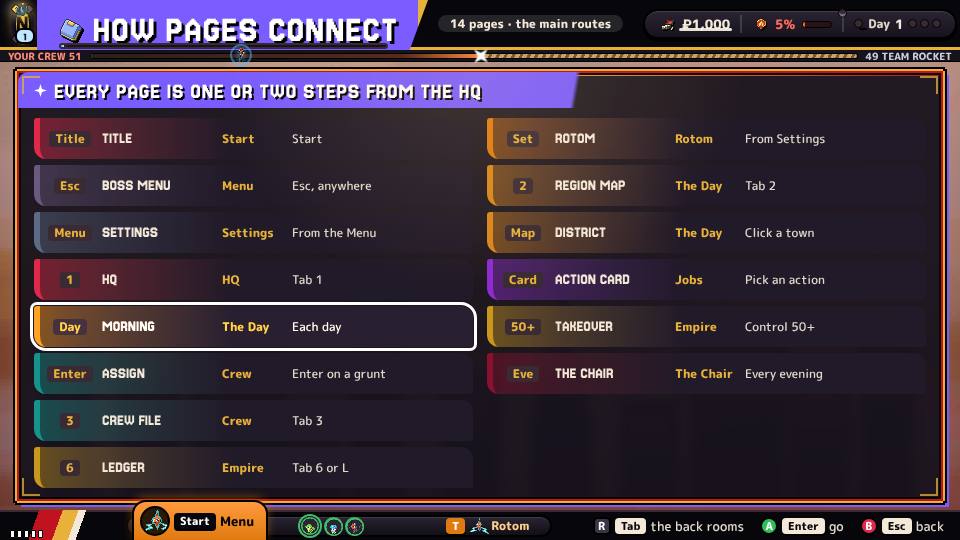 HOW PAGES CONNECT
14 pages · the main routes
₽1,000
5%
Day 1
1
YOUR CREW 51
49 TEAM ROCKET
EVERY PAGE IS ONE OR TWO STEPS FROM THE HQ
Title TITLE Start Start
Esc BOSS MENU Menu Esc, anywhere
Menu SETTINGS Settings From the Menu
1 HQ HQ Tab 1
Day MORNING The Day Each day
Enter ASSIGN Crew Enter on a grunt
3 CREW FILE Crew Tab 3
6 LEDGER Empire Tab 6 or L
Set ROTOM Rotom From Settings
2 REGION MAP The Day Tab 2
Map DISTRICT The Day Click a town
Card ACTION CARD Jobs Pick an action
50+ TAKEOVER Empire Control 50+
Eve THE CHAIR The Chair Every evening
Start Menu
T Rotom
R Tab the back rooms
A Enter go
B Esc back